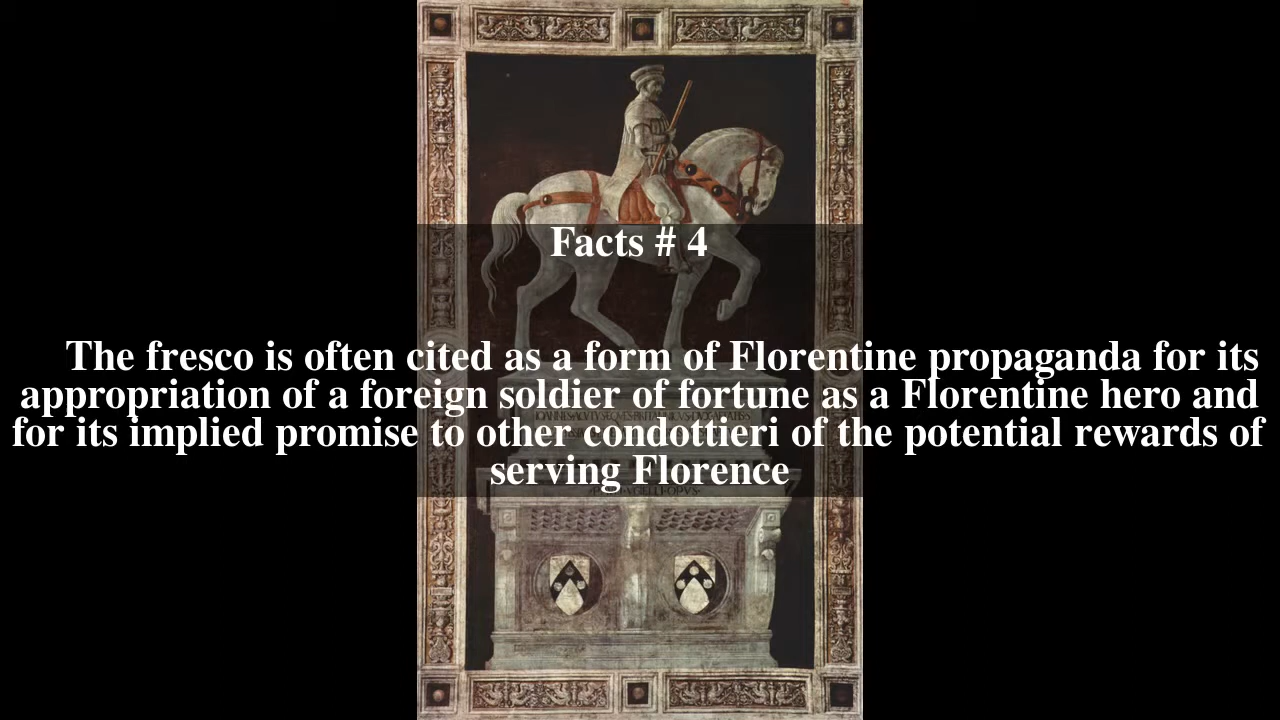 Facts # 4
The fresco is often cited as a form of Florentine propaganda for its
appropriation of a foreign soldier of fortune as a Florentine hero and
for its implied promise to other condottieri of the potential rewards of
serving Florence